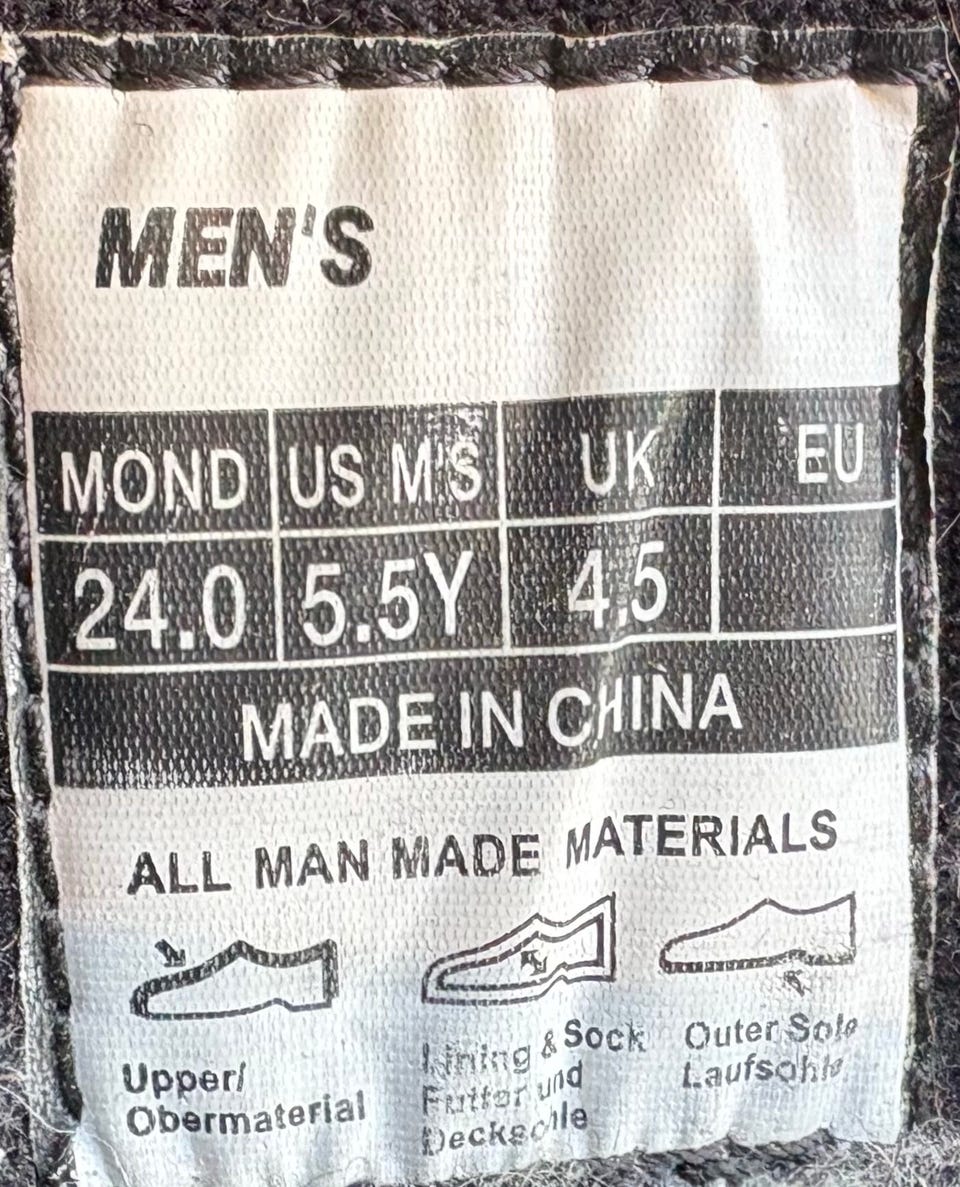 MEN'S
MOND US M'S UK EU
24.0 5.5Y 4.5
MADE IN CHINA
ALL MAN MADE MATERIALS
Upper/ Lining & Sock Outer Sole
Obermaterial Futter und Laufsohle
Decksohle